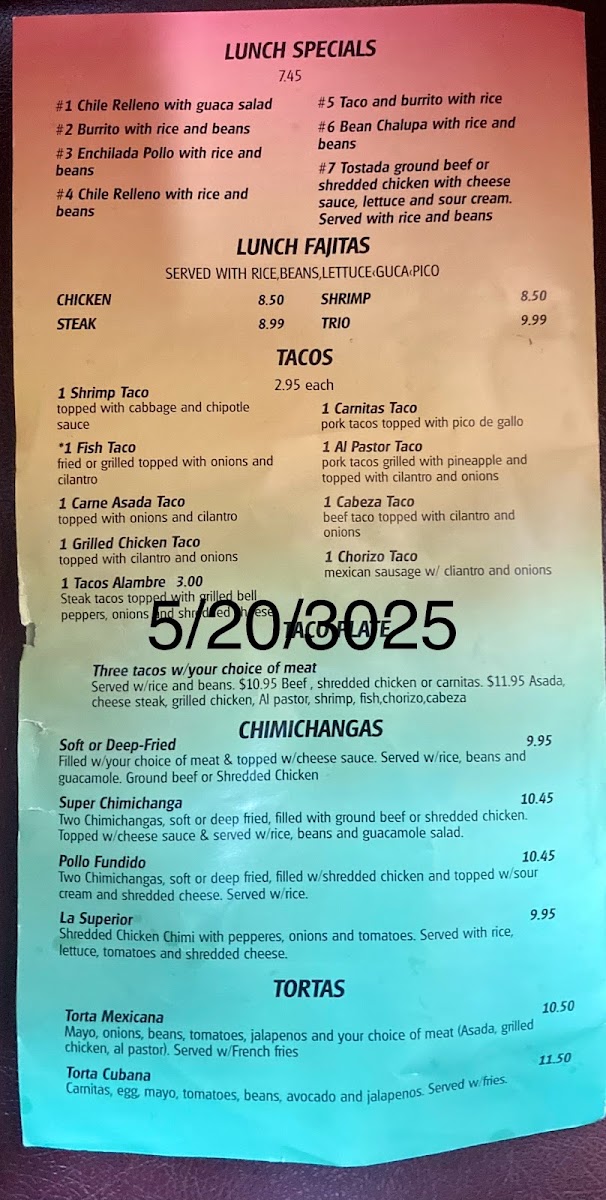 LUNCH SPECIALS
7.45
#1 Chile Relleno with guaca salad
#2 Burrito with rice and beans
#3 Enchilada Pollo with rice and
beans
#4 Chile Relleno with rice and
beans
#5 Taco and burrito with rice
#6 Bean Chalupa with rice and
beans
#7 Tostada ground beef or
shredded chicken with cheese
sauce, lettuce and sour cream.
Served with rice and beans
LUNCH FAJITAS
SERVED WITH RICE,BEANS,LETTUCE,GUCA,PICO
CHICKEN 8.50
STEAK 8.99
SHRIMP 8.50
TRIO 9.99
TACOS
2.95 each
1 Shrimp Taco
topped with cabbage and chipotle
sauce
*1 Fish Taco
fried or grilled topped with onions and
cilantro
1 Carne Asada Taco
topped with onions and cilantro
1 Grilled Chicken Taco
topped with cilantro and onions
1 Tacos Alambre 3.00
Steak tacos topped with grilled bell
peppers, onions and shredded cheese
1 Carnitas Taco
pork tacos topped with pico de gallo
1 Al Pastor Taco
pork tacos grilled with pineapple and
topped with cilantro and onions
1 Cabeza Taco
beef taco topped with cilantro and
onions
1 Chorizo Taco
mexican sausage w/ cliantro and onions
5/20/3025
TACO PLATE
Three tacos w/your choice of meat
Served w/rice and beans. $10.95 Beef , shredded chicken or carnitas. $11.95 Asada,
cheese steak, grilled chicken, Al pastor, shrimp, fish,chorizo,cabeza
CHIMICHANGAS
Soft or Deep-Fried 9.95
Filled w/your choice of meat & topped w/cheese sauce. Served w/rice, beans and
guacamole. Ground beef or Shredded Chicken
Super Chimichanga 10.45
Two Chimichangas, soft or deep fried, filled with ground beef or shredded chicken.
Topped w/cheese sauce & served w/rice, beans and guacamole salad.
Pollo Fundido 10.45
Two Chimichangas, soft or deep fried, filled w/shredded chicken and topped w/sour
cream and shredded cheese. Served w/rice.
La Superior 9.95
Shredded Chicken Chimi with pepperes, onions and tomatoes. Served with rice,
lettuce, tomatoes and shredded cheese.
TORTAS
Torta Mexicana 10.50
Mayo, onions, beans, tomatoes, jalapenos and your choice of meat (Asada, grilled
chicken, al pastor). Served w/French fries
Torta Cubana 11.50
Carnitas, egg, mayo, tomatoes, beans, avocado and jalapenos. Served w/fries.